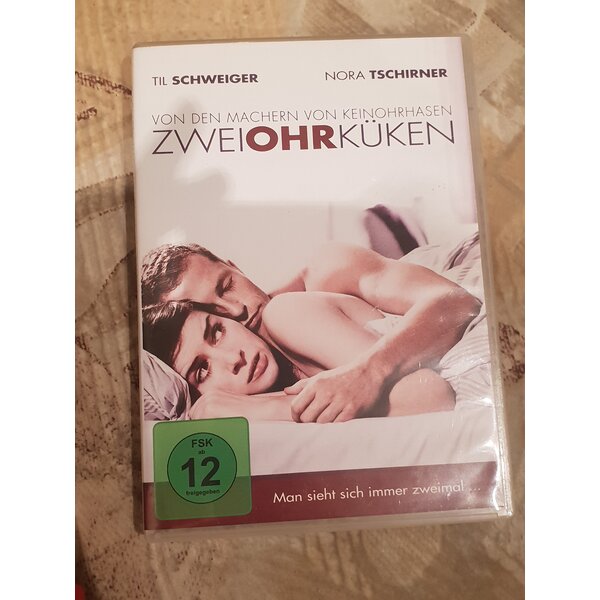 TIL SCHWEIGER NORA TSCHIRNER
VON DEN MACHERN VON KEINOHRHASEN
ZWEIOHRKÜKEN
FSK
ab
12
freigegeben
Man sieht sich immer zweimal ...